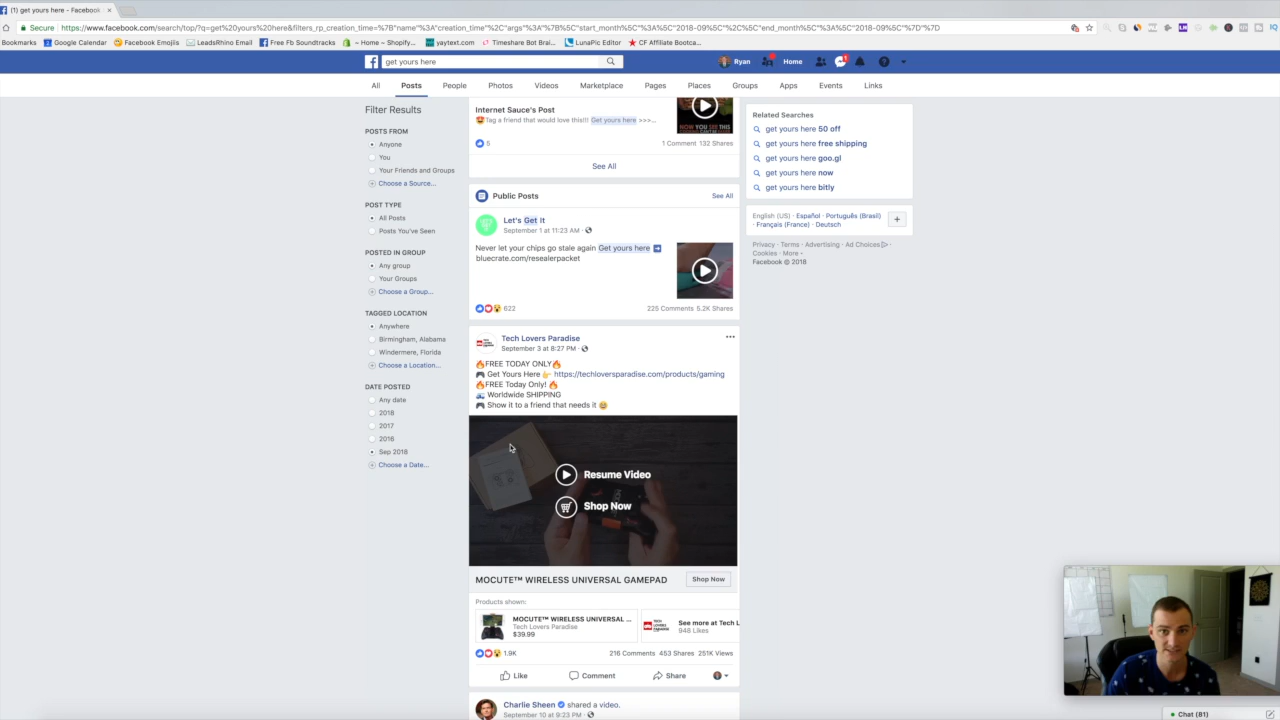 (1) get yours here - Facebook
Secure
https://www.facebook.com/search/top/?q=get%20yours%20here&filters_rp_creation_time=%7B"name"%3A"creation_time"%2C"args"%3A"%7B%5C"start_month%5C"%3A%5C"2018-09%5C"%2C%5C"end_month%5C"%3A%5C"2018-09%5C"%7D"%7D
Bookmarks
Google Calendar
Facebook Emojis
LeadsRhino Email
Free Fb Soundtracks
~ Home ~ Shopify...
yaytext.com
Timeshare Bot Brai...
LunaPic Editor
CF Affiliate Bootca...
get yours here
Ryan
Home
All
Posts
People
Photos
Videos
Marketplace
Pages
Places
Groups
Apps
Events
Links
Filter Results
POSTS FROM
Anyone
You
Your Friends and Groups
Choose a Source...
POST TYPE
All Posts
Posts You've Seen
POSTED IN GROUP
Any group
Your Groups
Choose a Group...
TAGGED LOCATION
Anywhere
Birmingham, Alabama
Windermere, Florida
Choose a Location...
DATE POSTED
Any date
2018
2017
2016
Sep 2018
Choose a Date...
Internet Sauce's Post
😍Tag a friend that would love this!!! Get yours here >>>...
5
1 Comment 132 Shares
See All
Public Posts
See All
Let's Get It
September 1 at 11:23 AM ·
Never let your chips go stale again Get yours here ➡
bluecrate.com/resealerpacket
622
225 Comments 5.2K Shares
Tech Lovers Paradise
September 3 at 8:27 PM ·
🔥FREE TODAY ONLY🔥
🎮 Get Yours Here 👉 https://techloversparadise.com/products/gaming
🔥FREE Today Only! 🔥
Worldwide SHIPPING
🎮 Show it to a friend that needs it
Resume Video
Shop Now
MOCUTE™ WIRELESS UNIVERSAL GAMEPAD
Shop Now
Products shown:
MOCUTE™ WIRELESS UNIVERSAL ...
Tech Lovers Paradise
$39.99
TECH
LOVERS
PARADISE
See more at Tech L
948 Likes
1.9K
216 Comments 453 Shares 251K Views
Like
Comment
Share
Charlie Sheen shared a video.
September 10 at 9:23 PM ·
Related Searches
get yours here 50 off
get yours here free shipping
get yours here goo.gl
get yours here now
get yours here bitly
English (US) · Español · Português (Brasil)
· Français (France) · Deutsch
Privacy · Terms · Advertising · Ad Choices
Cookies · More
Facebook © 2018
Chat (81)